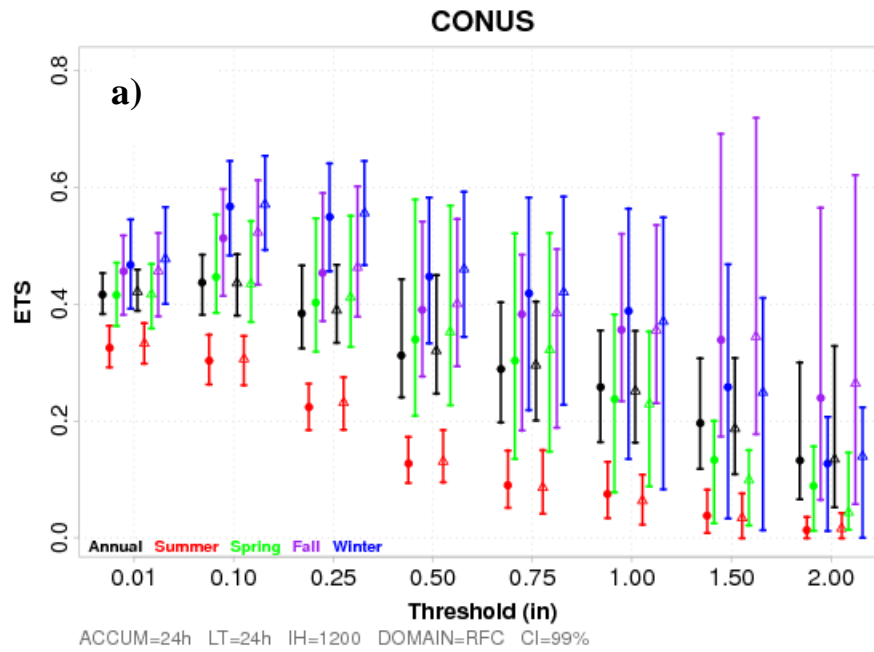 CONUS
a)
0.8
0.6
0.4
0.2
0.0
ETS
Annual Summer Spring Fall Winter
0.01 0.10 0.25 0.50 0.75 1.00 1.50 2.00
Threshold (in)
ACCUM=24h LT=24h IH=1200 DOMAIN=RFC CI=99%